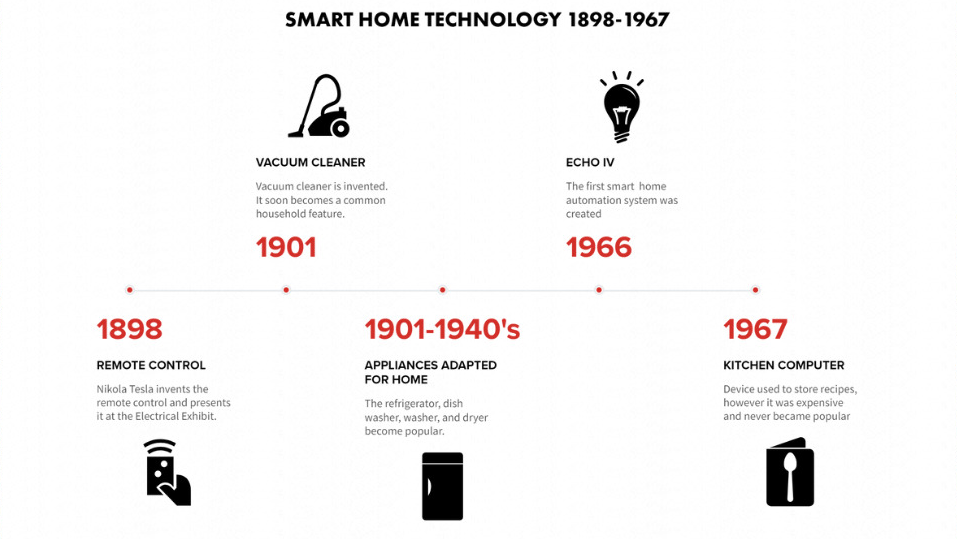 SMART HOME TECHNOLOGY 1898-1967
VACUUM CLEANER
Vacuum cleaner is invented.
It soon becomes a common
household feature.
1901
ECHO IV
The first smart home
automation system was
created
1966
1898
REMOTE CONTROL
Nikola Tesla invents the
remote control and presents
it at the Electrical Exhibit.
1901-1940's
APPLIANCES ADAPTED
FOR HOME
The refrigerator, dish
washer, washer, and dryer
become popular.
1967
KITCHEN COMPUTER
Device used to store recipes,
however it was expensive
and never became popular